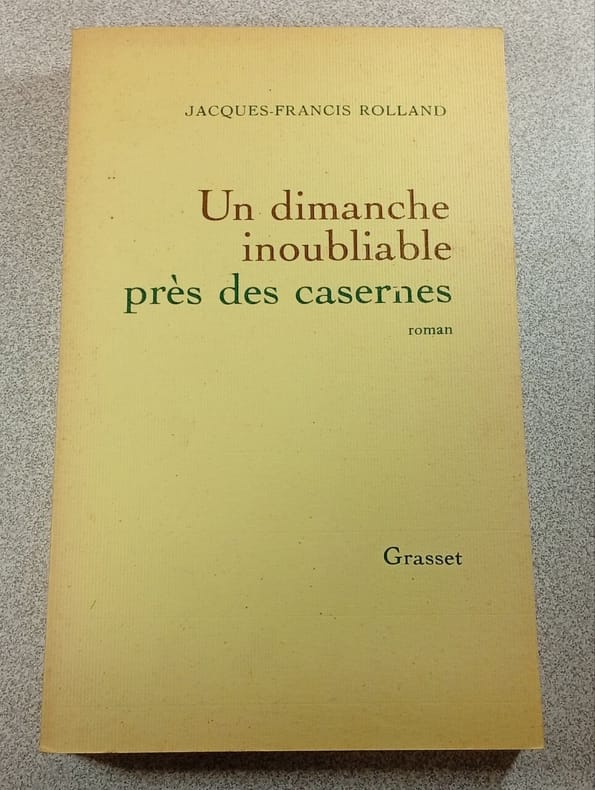 JACQUES-FRANCIS ROLLAND
Un dimanche
inoubliable
près des casernes
roman
Grasset